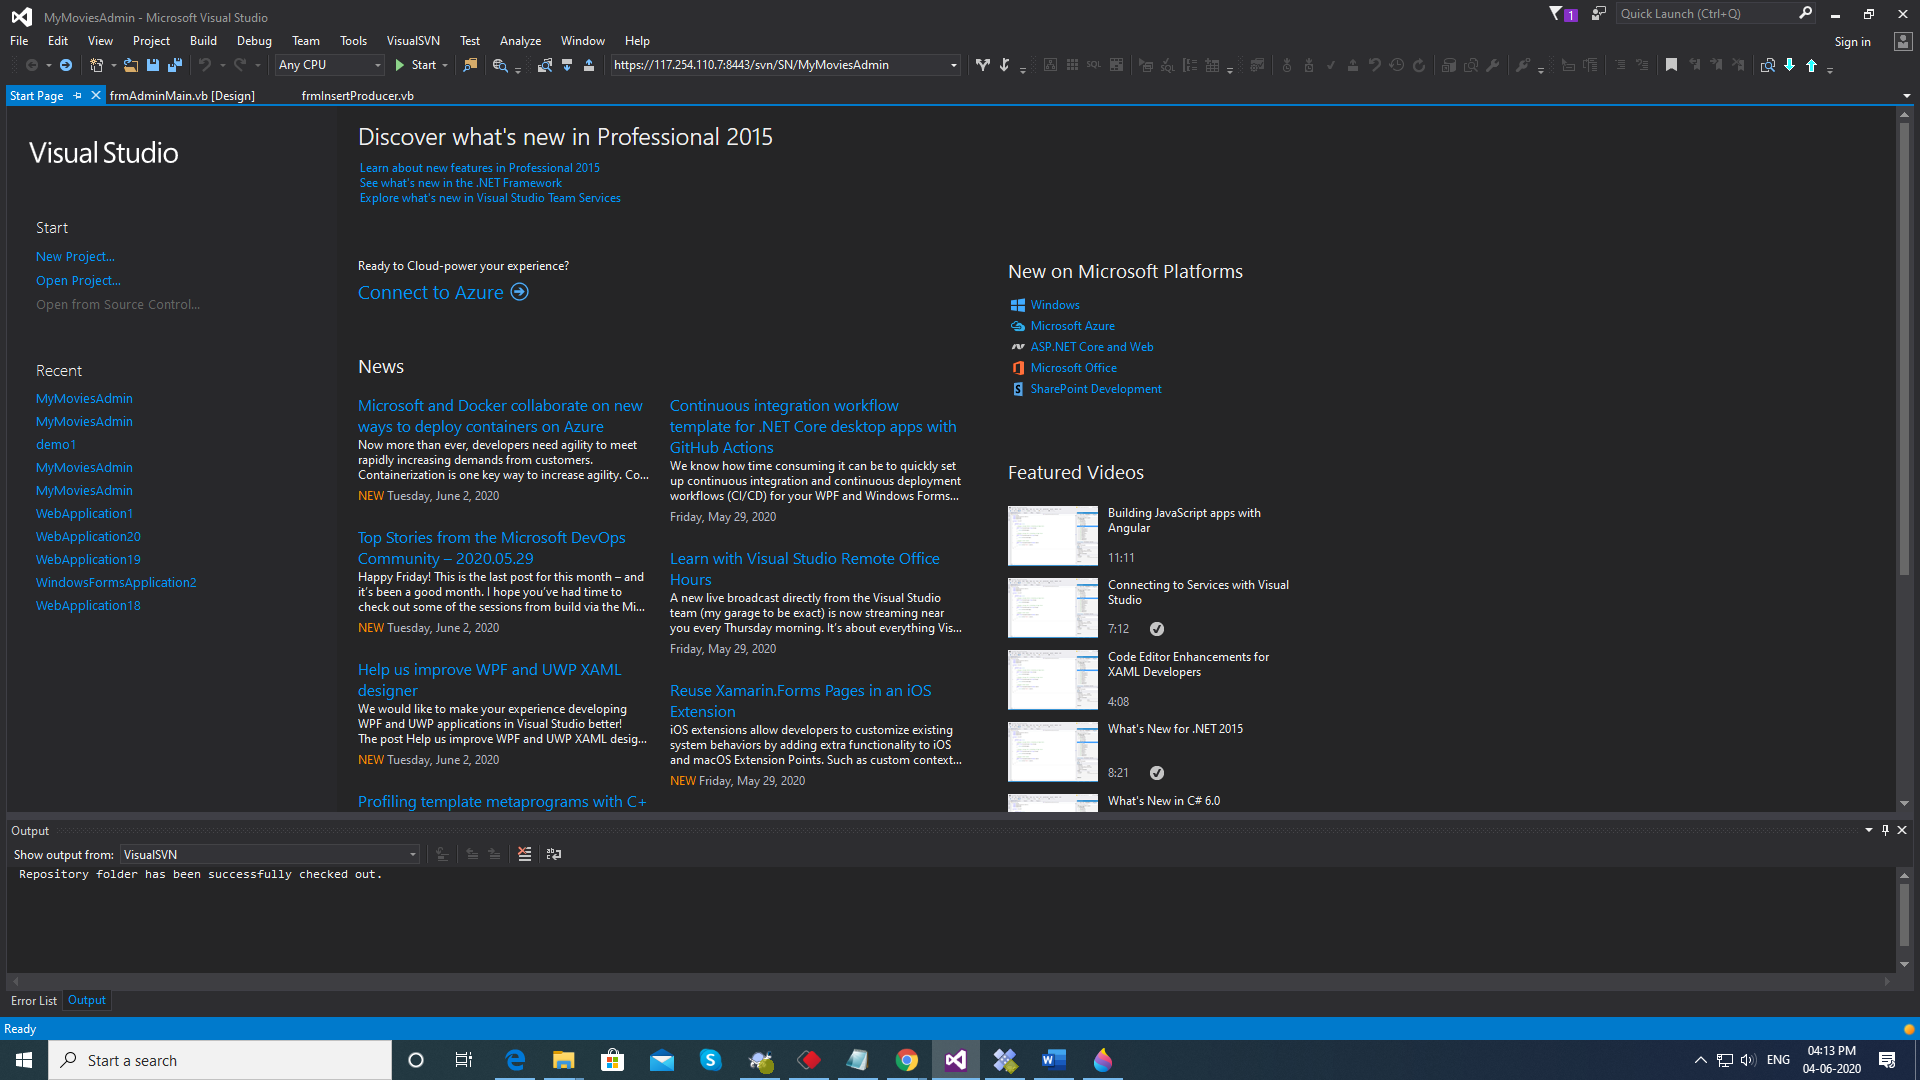 MyMoviesAdmin - Microsoft Visual Studio
1
Quick Launch (Ctrl+Q)
File Edit View Project Build Debug Team Tools VisualSVN Test Analyze Window Help
Sign in
Any CPU
Start
https://117.254.110.7:8443/svn/SN/MyMoviesAdmin
Start Page
frmAdminMain.vb [Design]
frmInsertProducer.vb
Visual Studio
Start
New Project...
Open Project...
Open from Source Control...
Recent
MyMoviesAdmin
MyMoviesAdmin
demo1
MyMoviesAdmin
MyMoviesAdmin
WebApplication1
WebApplication20
WebApplication19
WindowsFormsApplication2
WebApplication18
Discover what's new in Professional 2015
Learn about new features in Professional 2015
See what's new in the .NET Framework
Explore what's new in Visual Studio Team Services
Ready to Cloud-power your experience?
Connect to Azure
News
Microsoft and Docker collaborate on new
ways to deploy containers on Azure
Now more than ever, developers need agility to meet
rapidly increasing demands from customers.
Containerization is one key way to increase agility. Co...
NEW Tuesday, June 2, 2020
Top Stories from the Microsoft DevOps
Community – 2020.05.29
Happy Friday! This is the last post for this month – and
it's been a good month. I hope you've had time to
check out some of the sessions from build via the Mi...
NEW Tuesday, June 2, 2020
Help us improve WPF and UWP XAML
designer
We would like to make your experience developing
WPF and UWP applications in Visual Studio better!
The post Help us improve WPF and UWP XAML desig...
NEW Tuesday, June 2, 2020
Profiling template metaprograms with C+
Continuous integration workflow
template for .NET Core desktop apps with
GitHub Actions
We know how time consuming it can be to quickly set
up continuous integration and continuous deployment
workflows (CI/CD) for your WPF and Windows Forms...
Friday, May 29, 2020
Learn with Visual Studio Remote Office
Hours
A new live broadcast directly from the Visual Studio
team (my garage to be exact) is now streaming near
you every Thursday morning. It's about everything Vis...
Friday, May 29, 2020
Reuse Xamarin.Forms Pages in an iOS
Extension
iOS extensions allow developers to customize existing
system behaviors by adding extra functionality to iOS
and macOS Extension Points. Such as custom context...
NEW Friday, May 29, 2020
New on Microsoft Platforms
Windows
Microsoft Azure
ASP.NET Core and Web
Microsoft Office
SharePoint Development
Featured Videos
Building JavaScript apps with
Angular
11:11
Connecting to Services with Visual
Studio
7:12
Code Editor Enhancements for
XAML Developers
4:08
What's New for .NET 2015
8:21
What's New in C# 6.0
Output
Show output from: VisualSVN
Repository folder has been successfully checked out.
Error List
Output
Ready
Start a search
ENG
04:13 PM
04-06-2020